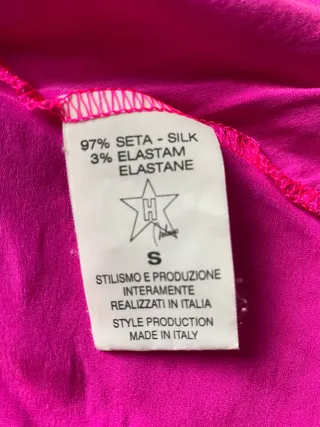 97% SETA - SILK
3% ELASTAM
ELASTANE
H
S
STILISMO E PRODUZIONE
INTERAMENTE
REALIZZATI IN ITALIA
STYLE PRODUCTION
MADE IN ITALY